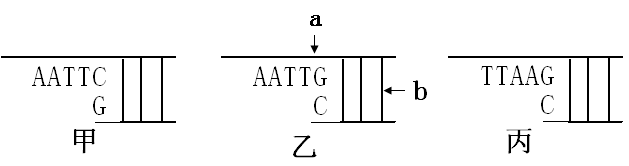 a
AATTC AATTG TTAAG
b
G C C
甲 乙 丙